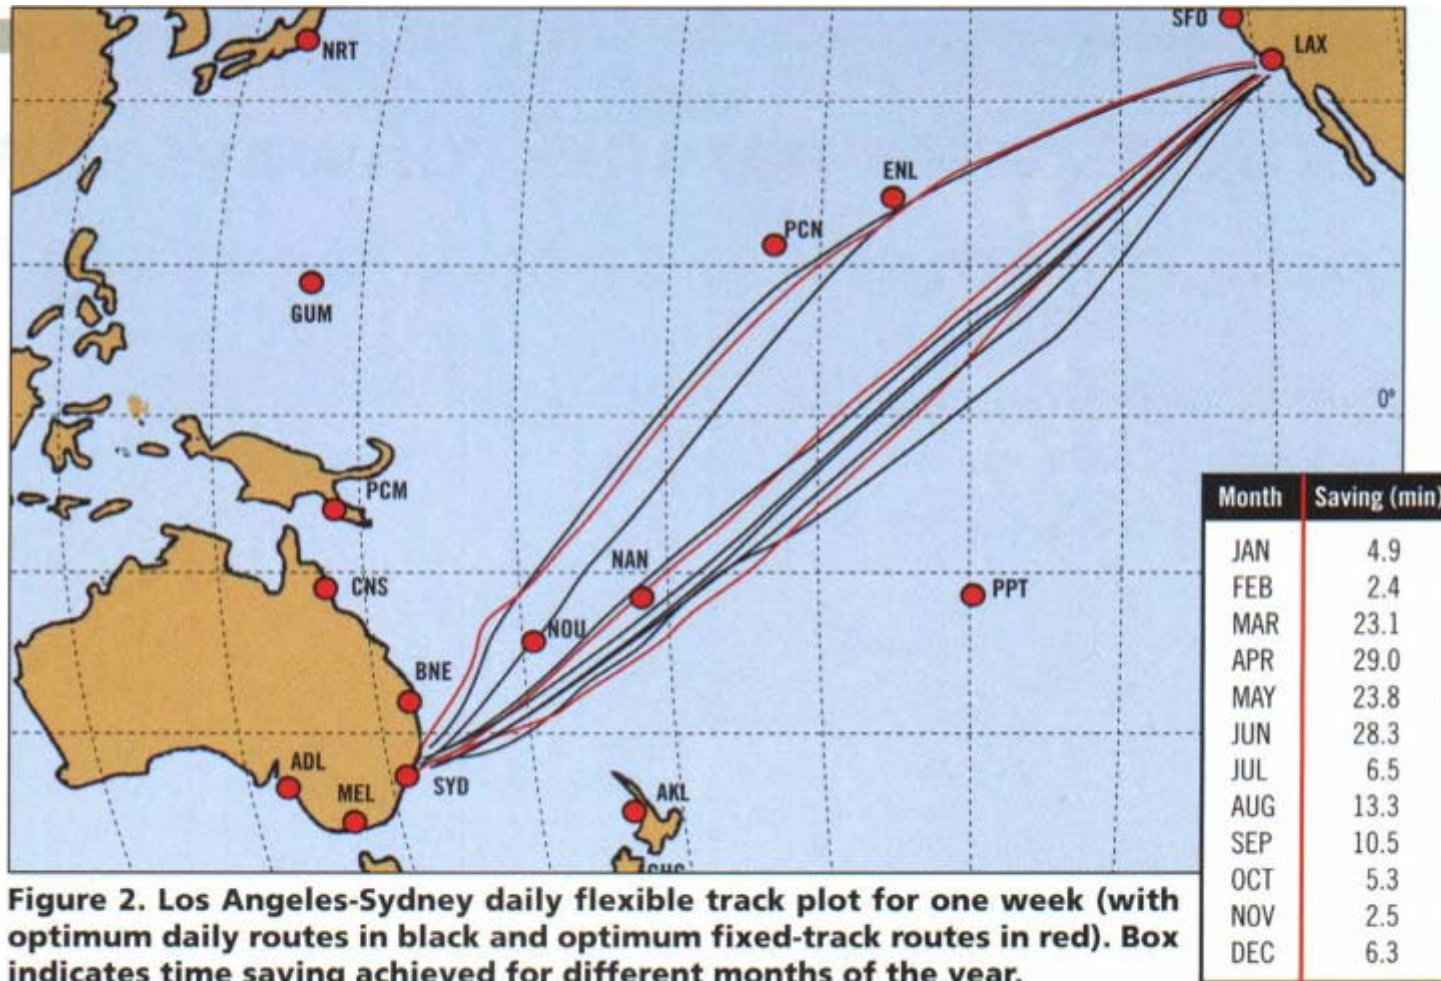 SFO
LAX
NRT
ENL
PCN
GUM
0°
PCM
NAN
CNS
PPT
NOU
BNE
ADL
MEL
SYD
AKL
Month Saving (min)
JAN 4.9
FEB 2.4
MAR 23.1
APR 29.0
MAY 23.8
JUN 28.3
JUL 6.5
AUG 13.3
SEP 10.5
OCT 5.3
NOV 2.5
DEC 6.3
Figure 2. Los Angeles-Sydney daily flexible track plot for one week (with
optimum daily routes in black and optimum fixed-track routes in red). Box
indicates time saving achieved for different months of the year.